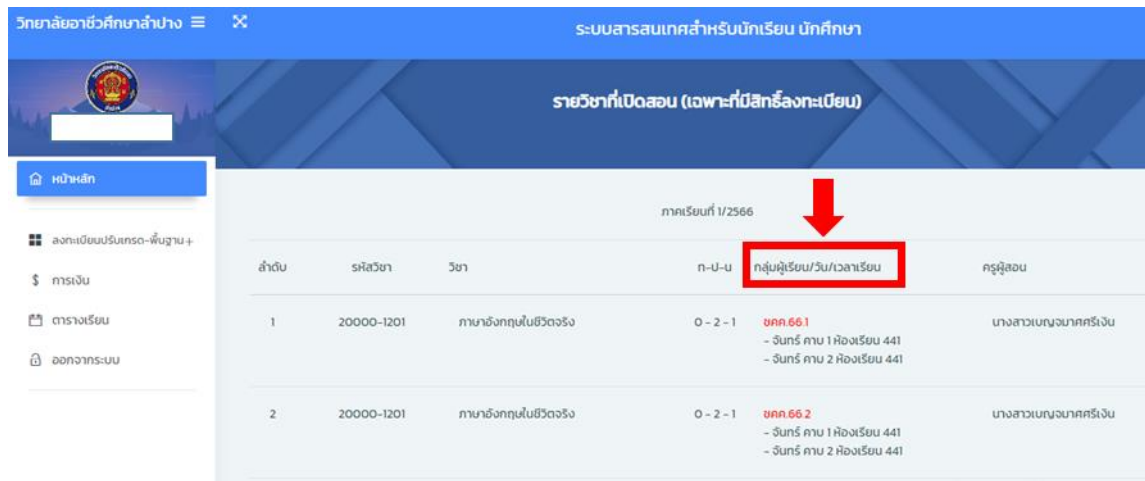 วิทยาลัยอาชีวศึกษาลำปาง
ระบบสารสนเทศสำหรับนักเรียน นักศึกษา
รายวิชาที่เปิดสอน (เฉพาะที่มีสิทธิ์ลงทะเบียน)
หน้าหลัก
ลงทะเบียนปรับเกรด-พื้นฐาน +
$ การเงิน
ตารางเรียน
ออกจากระบบ
ภาคเรียนที่ 1/2566
ลำดับ รหัสวิชา วิชา ท-ป-น กลุ่มผู้เรียน/วัน/เวลาเรียน ครูผู้สอน
1 20000-1201 ภาษาอังกฤษในชีวิตจริง 0 - 2 - 1 ชคค.66.1 นางสาวเบญจมาศศรีเงิน
- จันทร์ คาบ 1 ห้องเรียน 441
- จันทร์ คาบ 2 ห้องเรียน 441
2 20000-1201 ภาษาอังกฤษในชีวิตจริง 0 - 2 - 1 ชคค.66.2 นางสาวเบญจมาศศรีเงิน
- จันทร์ คาบ 1 ห้องเรียน 441
- จันทร์ คาบ 2 ห้องเรียน 441